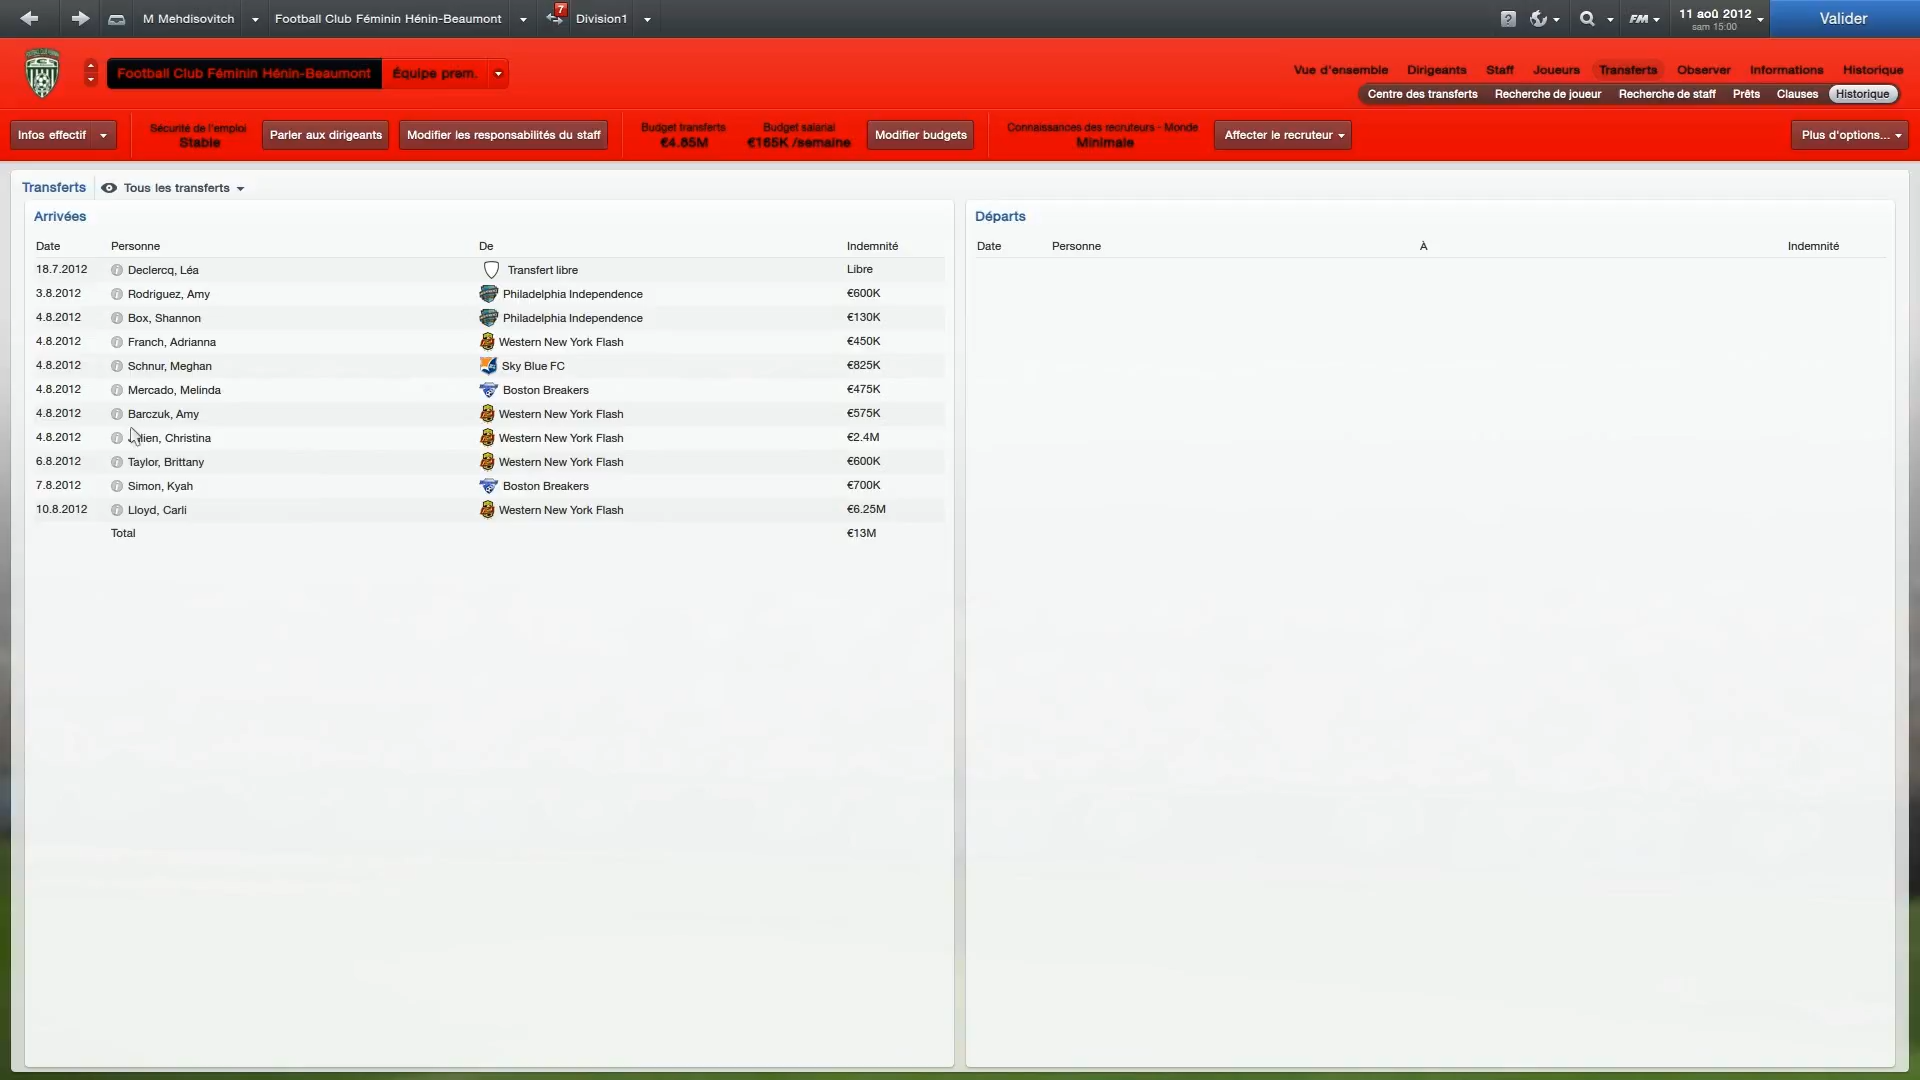 M Mehdisovitch Football Club Féminin Hénin-Beaumont 7 Division1 ? FM 11 aoû 2012 Valider
sam 15:00
Football Club Féminin Hénin-Beaumont Équipe prem. Vue d'ensemble Dirigeants Staff Joueurs Transferts Observer Informations Historique
Centre des transferts Recherche de joueur Recherche de staff Prêts Clauses Historique
Infos effectif Sécurité de l'emploi Parler aux dirigeants Modifier les responsabilités du staff Budget transferts Budget salarial Modifier budgets Connaissances des recruteurs - Monde Affecter le recruteur Plus d'options...
Stable €4.65M €165K /semaine Minimale
Transferts Tous les transferts
Arrivées Départs
Date Personne De Indemnité Date Personne À Indemnité
18.7.2012 Declercq, Léa Transfert libre Libre
3.8.2012 Rodriguez, Amy Philadelphia Independence €600K
4.8.2012 Box, Shannon Philadelphia Independence €130K
4.8.2012 Franch, Adrianna Western New York Flash €450K
4.8.2012 Schnur, Meghan Sky Blue FC €825K
4.8.2012 Mercado, Melinda Boston Breakers €475K
4.8.2012 Barczuk, Amy Western New York Flash €575K
4.8.2012 Christina Western New York Flash €2.4M
6.8.2012 Taylor, Brittany Western New York Flash €600K
7.8.2012 Simon, Kyah Boston Breakers €700K
10.8.2012 Lloyd, Carli Western New York Flash €6.25M
Total €13M